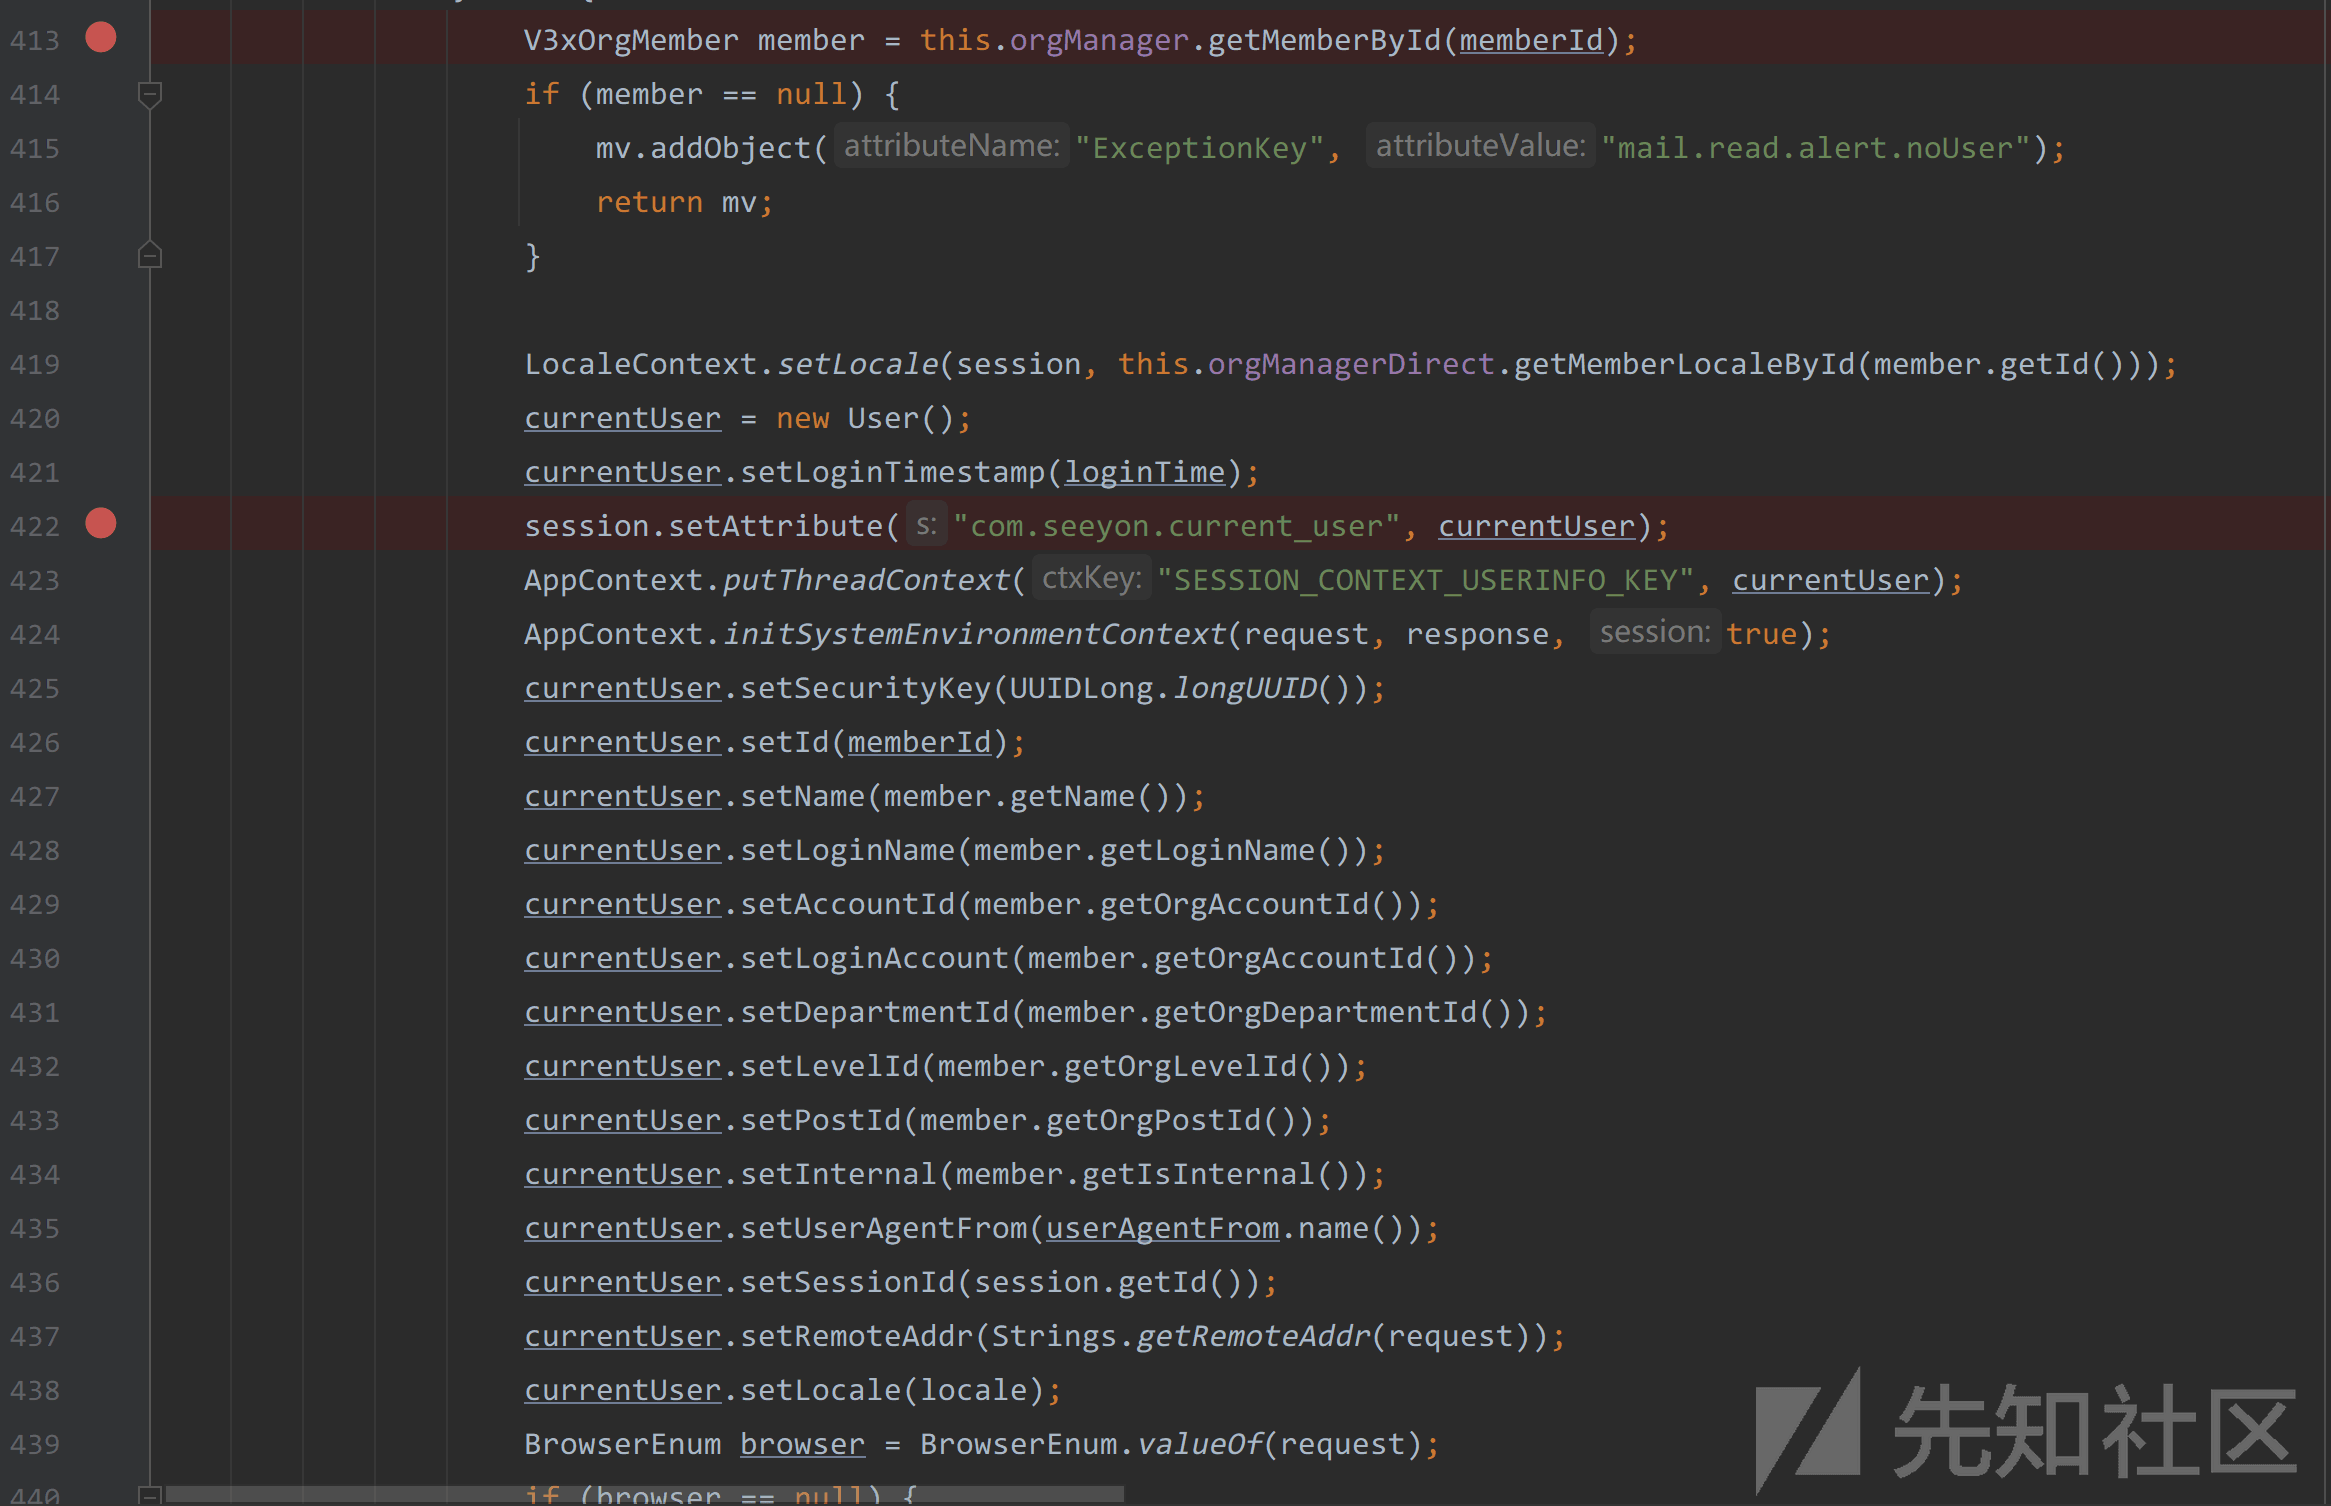 413 V3xOrgMember member = this.orgManager.getMemberById(memberId);
414 if (member == null) {
415 mv.addObject( attributeName: "ExceptionKey", attributeValue: "mail.read.alert.noUser");
416 return mv;
417 }
418
419 LocaleContext.setLocale(session, this.orgManagerDirect.getMemberLocaleById(member.getId()));
420 currentUser = new User();
421 currentUser.setLoginTimestamp(loginTime);
422 session.setAttribute( s: "com.seeyon.current_user", currentUser);
423 AppContext.putThreadContext( ctxKey: "SESSION_CONTEXT_USERINFO_KEY", currentUser);
424 AppContext.initSystemEnvironmentContext(request, response, session: true);
425 currentUser.setSecurityKey(UUIDLong.longUUID());
426 currentUser.setId(memberId);
427 currentUser.setName(member.getName());
428 currentUser.setLoginName(member.getLoginName());
429 currentUser.setAccountId(member.getOrgAccountId());
430 currentUser.setLoginAccount(member.getOrgAccountId());
431 currentUser.setDepartmentId(member.getOrgDepartmentId());
432 currentUser.setLevelId(member.getOrgLevelId());
433 currentUser.setPostId(member.getOrgPostId());
434 currentUser.setInternal(member.getIsInternal());
435 currentUser.setUserAgentFrom(userAgentFrom.name());
436 currentUser.setSessionId(session.getId());
437 currentUser.setRemoteAddr(Strings.getRemoteAddr(request));
438 currentUser.setLocale(locale);
439 BrowserEnum browser = BrowserEnum.valueOf(request);
440 if (browser == null) {
先知社区